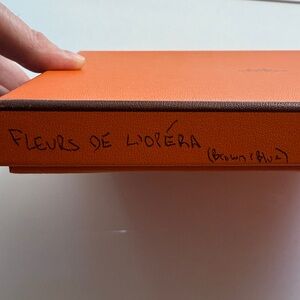 FLEURS DE L'OPÉRA
(Brown/Blue)